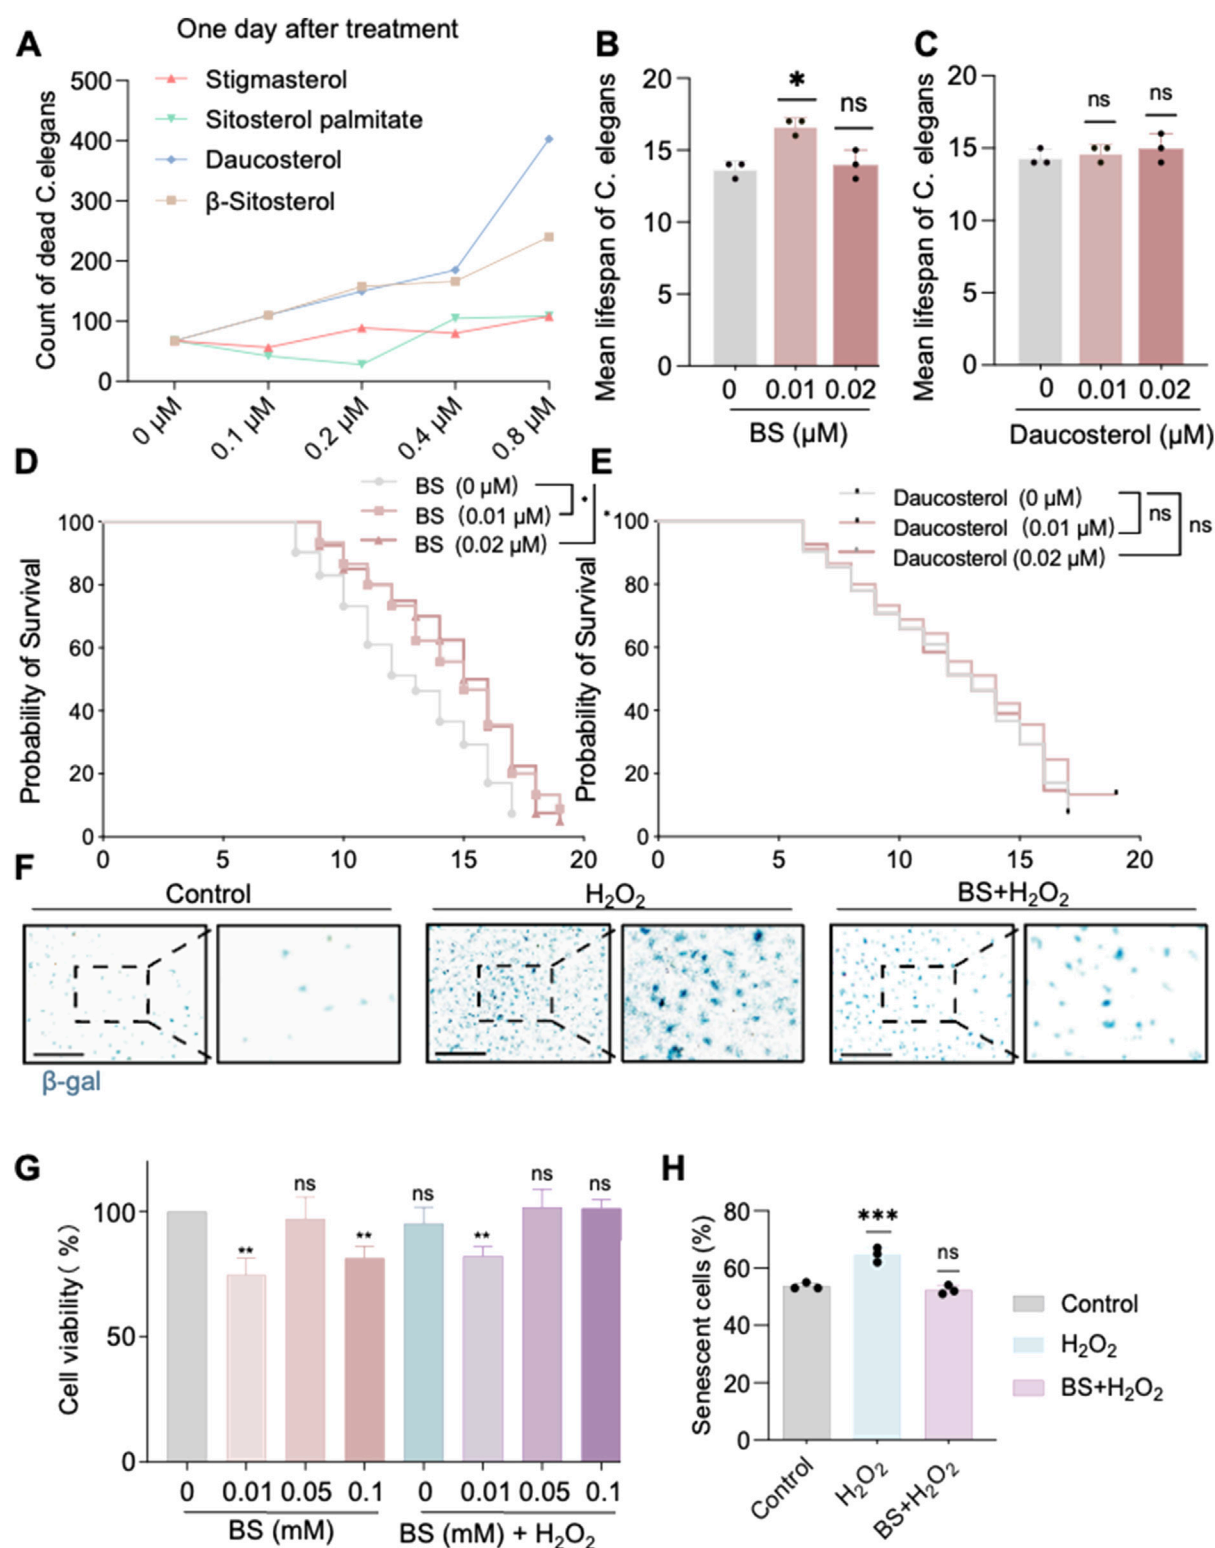 A
One day after treatment
Stigmasterol
Sitosterol palmitate
Daucosterol
β-Sitosterol
Count of dead C.elegans
500
400
300
200
100
0
0 μM
0.1 μM
0.2 μM
0.4 μM
0.8 μM
B
Mean lifespan of C. elegans
20
15
10
5
0
*
ns
0 0.01 0.02
BS (μM)
C
Mean lifespan of C. elegans
20
15
10
5
0
ns
ns
0 0.01 0.02
Daucosterol (μM)
D
BS (0 μM)
BS (0.01 μM)
BS (0.02 μM)
*
*
Probability of Survival
100
80
60
40
20
0
0 5 10 15 20
E
Daucosterol (0 μM)
Daucosterol (0.01 μM)
Daucosterol (0.02 μM)
ns
ns
Probability of Survival
100
80
60
40
20
0
0 5 10 15 20
F
Control
H₂O₂
BS+H₂O₂
β-gal
G
Cell viability( %)
100
50
0
**
ns
**
ns
**
ns
ns
0 0.01 0.05 0.1 0 0.01 0.05 0.1
BS (mM)
BS (mM) + H₂O₂
H
Senescent cells (%)
80
60
40
20
0
***
ns
Control
H₂O₂
BS+H₂O₂
Control
H₂O₂
BS+H₂O₂